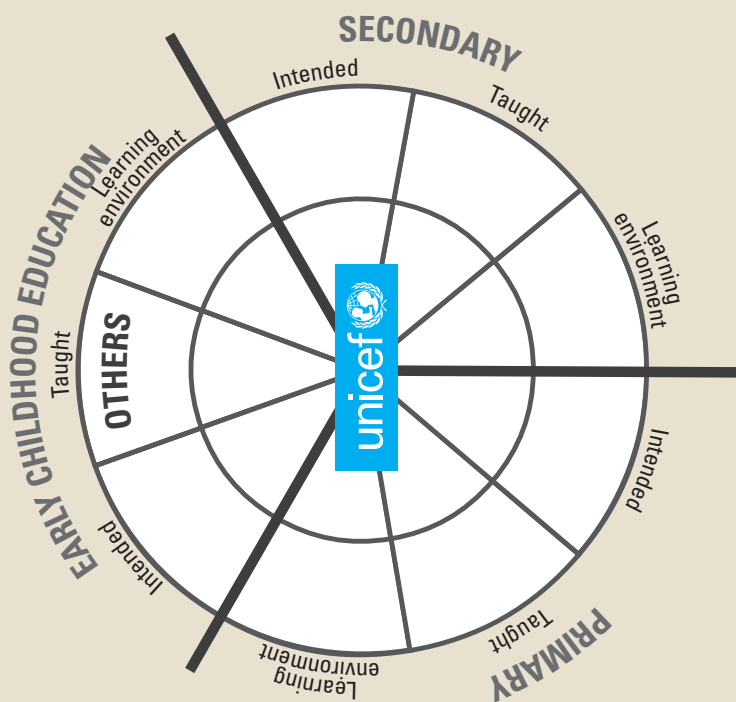 SECONDARY
Intended
Taught
Learning
environment
EARLY CHILDHOOD EDUCATION
Learning
environment
Taught
Intended
OTHERS
unicef
PRIMARY
Intended
Taught
Learning
environment